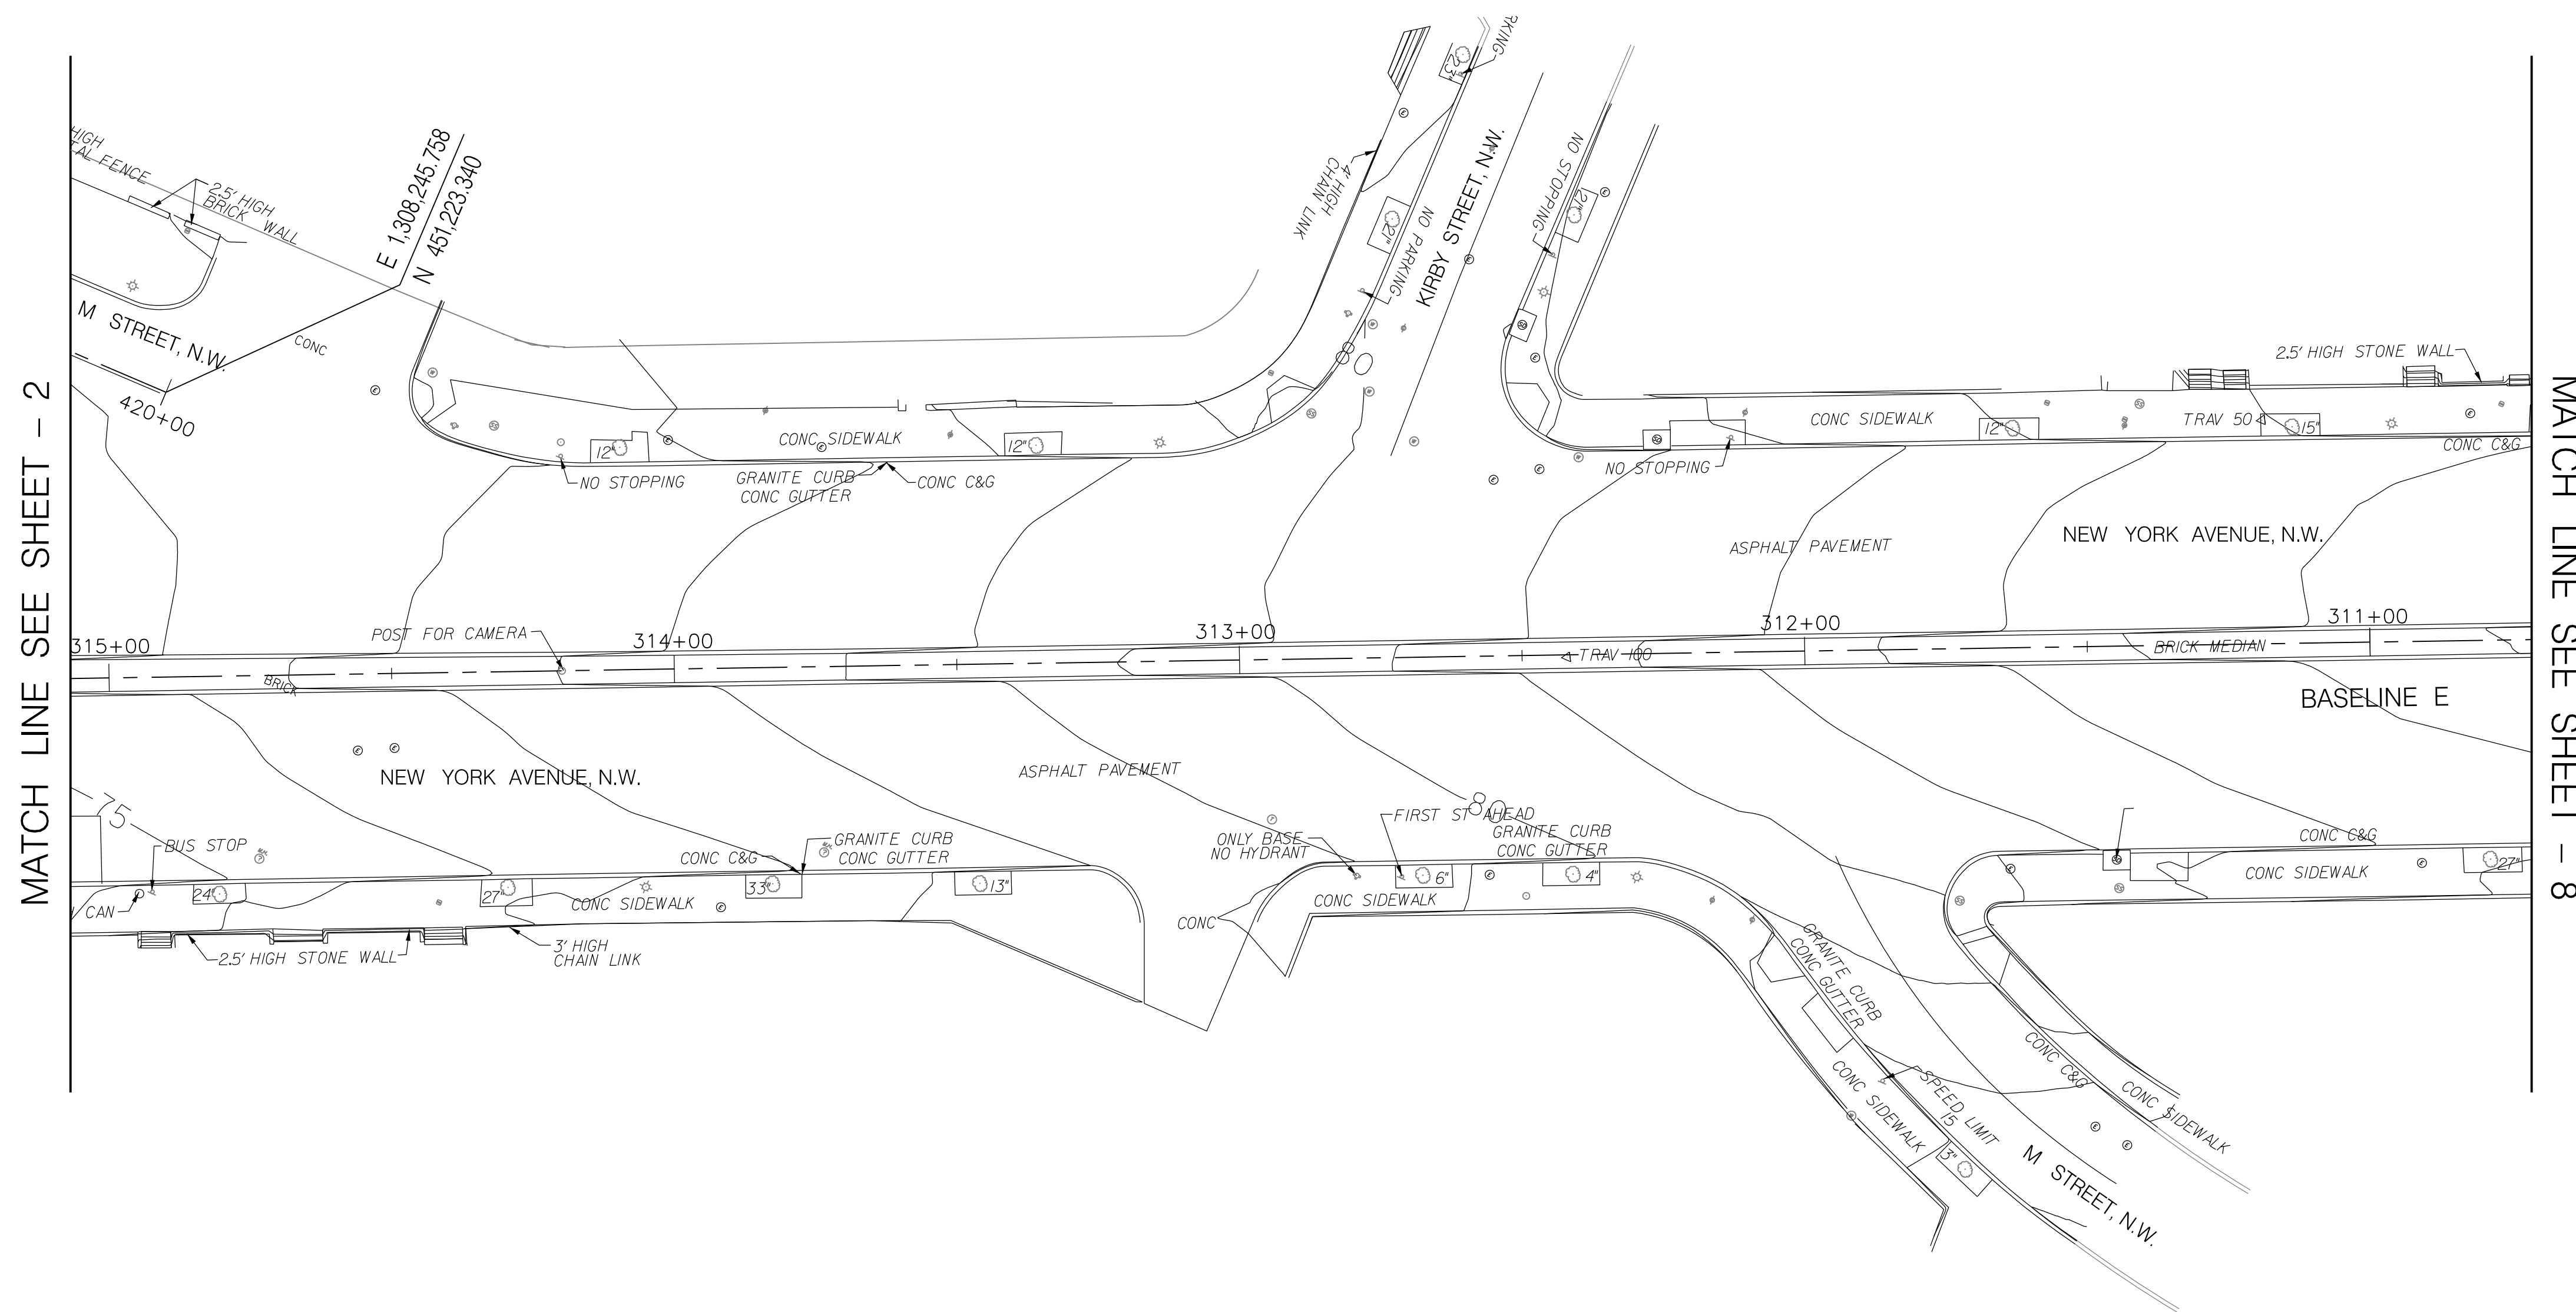 MATCH LINE SEE SHEET - 2
HIGH
TAL FENCE
2.5' HIGH
BRICK WALL
E 1,308,245.758
N 451,223.340
M STREET, N.W.
CONC
420+00
12"
NO STOPPING
CONC SIDEWALK
GRANITE CURB
CONC GUTTER
CONC C&G
12"
4' HIGH
CHAIN LINK
23"
RKING
21"
NO PARKING
KIRBY STREET, N.W.
NO STOPPING
21"
NO STOPPING
CONC SIDEWALK
12"
TRAV 50
15"
2.5' HIGH STONE WALL
CONC C&G
ASPHALT PAVEMENT
NEW YORK AVENUE, N.W.
315+00
POST FOR CAMERA
314+00
313+00
312+00
311+00
BRICK
TRAV 100
BRICK MEDIAN
BASELINE E
NEW YORK AVENUE, N.W.
ASPHALT PAVEMENT
75
80
BUS STOP
CAN
24"
27"
CONC SIDEWALK
CONC C&G
33"
GRANITE CURB
CONC GUTTER
13"
2.5' HIGH STONE WALL
3' HIGH
CHAIN LINK
ONLY BASE
NO HYDRANT
FIRST ST AHEAD
GRANITE CURB
CONC GUTTER
6"
4"
CONC SIDEWALK
CONC
GRANITE CURB
CONC GUTTER
CONC SIDEWALK
SPEED LIMIT
15
3"
M STREET, N.W.
CONC C&G
CONC SIDEWALK
CONC C&G
CONC SIDEWALK
27"
MATCH LINE SEE SHEET - 8